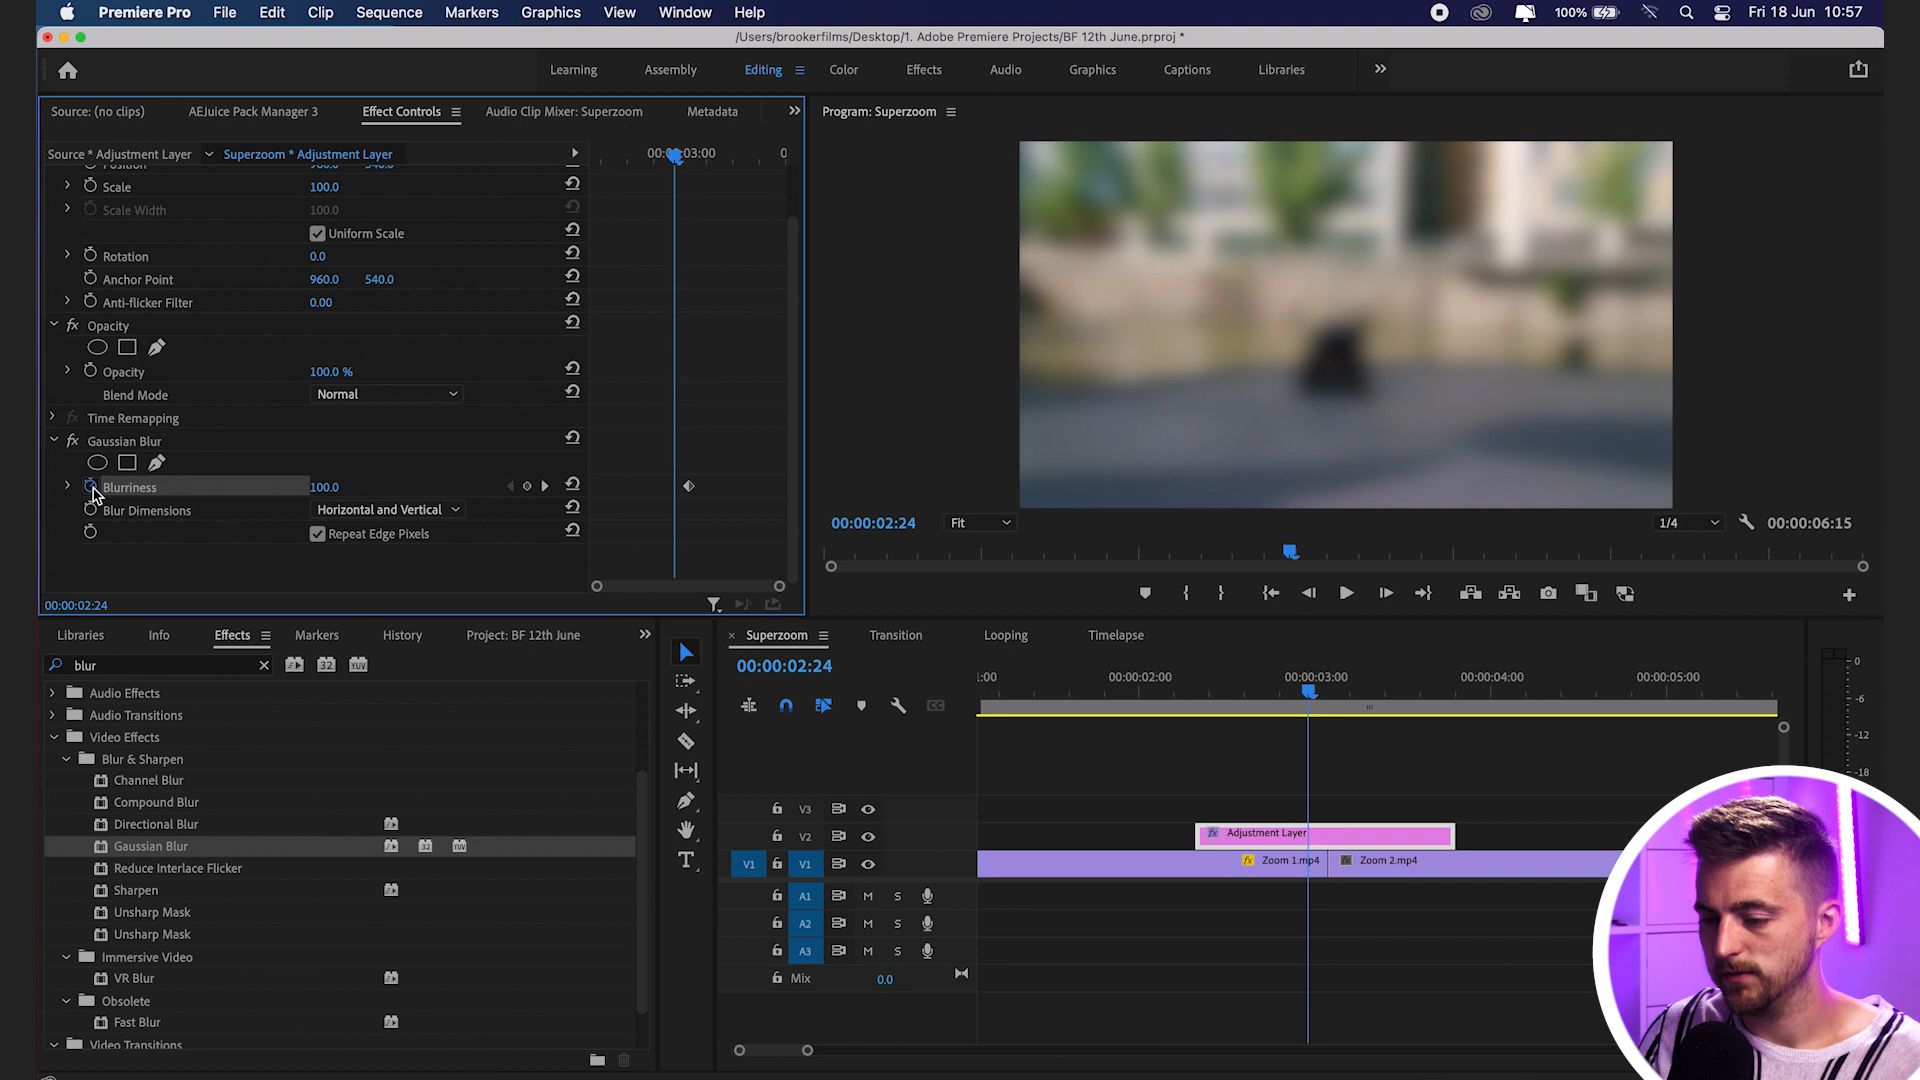 Premiere Pro File Edit Clip Sequence Markers Graphics View Window Help 100% Fri 18 Jun 10:57
/Users/brookerfilms/Desktop/1. Adobe Premiere Projects/BF 12th June.prproj *
Learning Assembly Editing Color Effects Audio Graphics Captions Libraries
Source: (no clips) AEJuice Pack Manager 3 Effect Controls Audio Clip Mixer: Superzoom Metadata
Program: Superzoom
Source * Adjustment Layer Superzoom * Adjustment Layer
Scale 100.0
Scale Width 100.0
Uniform Scale
Rotation 0.0
Anchor Point 960.0 540.0
Anti-flicker Filter 0.00
fx Opacity
Opacity 100.0 %
Blend Mode Normal
fx Time Remapping
fx Gaussian Blur
Blurriness 100.0
Blur Dimensions Horizontal and Vertical
Repeat Edge Pixels
00:00:02:24
00:00:02:24 Fit 1/4 00:00:06:15
Libraries Info Effects Markers History Project: BF 12th June
blur 32 YUV
Audio Effects
Audio Transitions
Video Effects
Blur & Sharpen
Channel Blur
Compound Blur
Directional Blur
Gaussian Blur 32 YUV
Reduce Interlace Flicker
Sharpen
Unsharp Mask
Unsharp Mask
Immersive Video
VR Blur
Obsolete
Fast Blur
Video Transitions
× Superzoom Transition Looping Timelapse
00:00:02:24
:00 00:00:02:00 00:00:03:00 00:00:04:00 00:00:05:00
CC
V3
V2 fx Adjustment Layer
V1 V1 fx Zoom 1.mp4 fx Zoom 2.mp4
A1 M S
A2 M S
A3 M S
Mix 0.0
0
-6
-12
-18